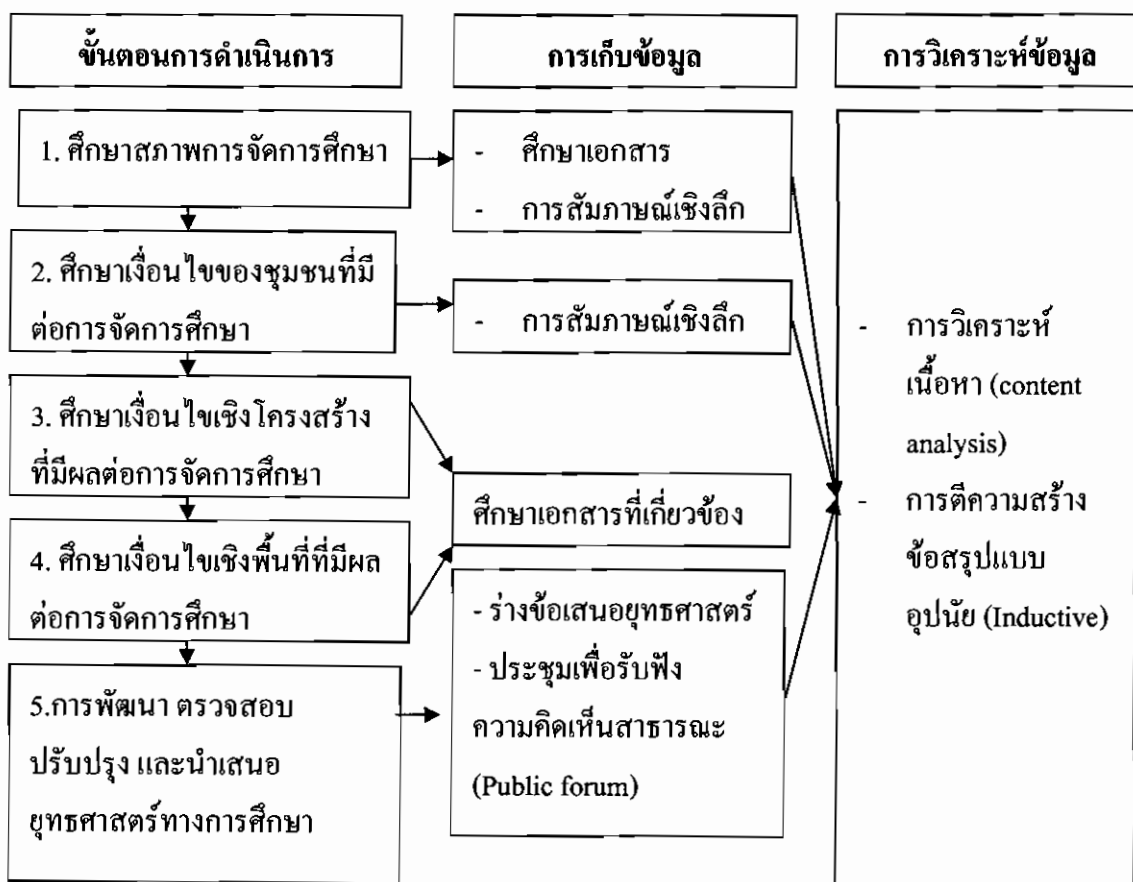 ขั้นตอนการดำเนินการ
การเก็บข้อมูล
การวิเคราะห์ข้อมูล
1. ศึกษาสภาพการจัดการศึกษา
- ศึกษาเอกสาร
- การสัมภาษณ์เชิงลึก
2. ศึกษาเงื่อนไขของชุมชนที่มี
ต่อการจัดการศึกษา
- การสัมภาษณ์เชิงลึก
3. ศึกษาเงื่อนไขเชิงโครงสร้าง
ที่มีผลต่อการจัดการศึกษา
4. ศึกษาเงื่อนไขเชิงพื้นที่ที่มีผล
ต่อการจัดการศึกษา
ศึกษาเอกสารที่เกี่ยวข้อง
5.การพัฒนา ตรวจสอบ
ปรับปรุง และนำเสนอ
ยุทธศาสตร์ทางการศึกษา
- ร่างข้อเสนอยุทธศาสตร์
- ประชุมเพื่อรับฟัง
ความคิดเห็นสาธารณะ
(Public forum)
- การวิเคราะห์
เนื้อหา (content
analysis)
- การตีความสร้าง
ข้อสรุปแบบ
อุปนัย (Inductive)